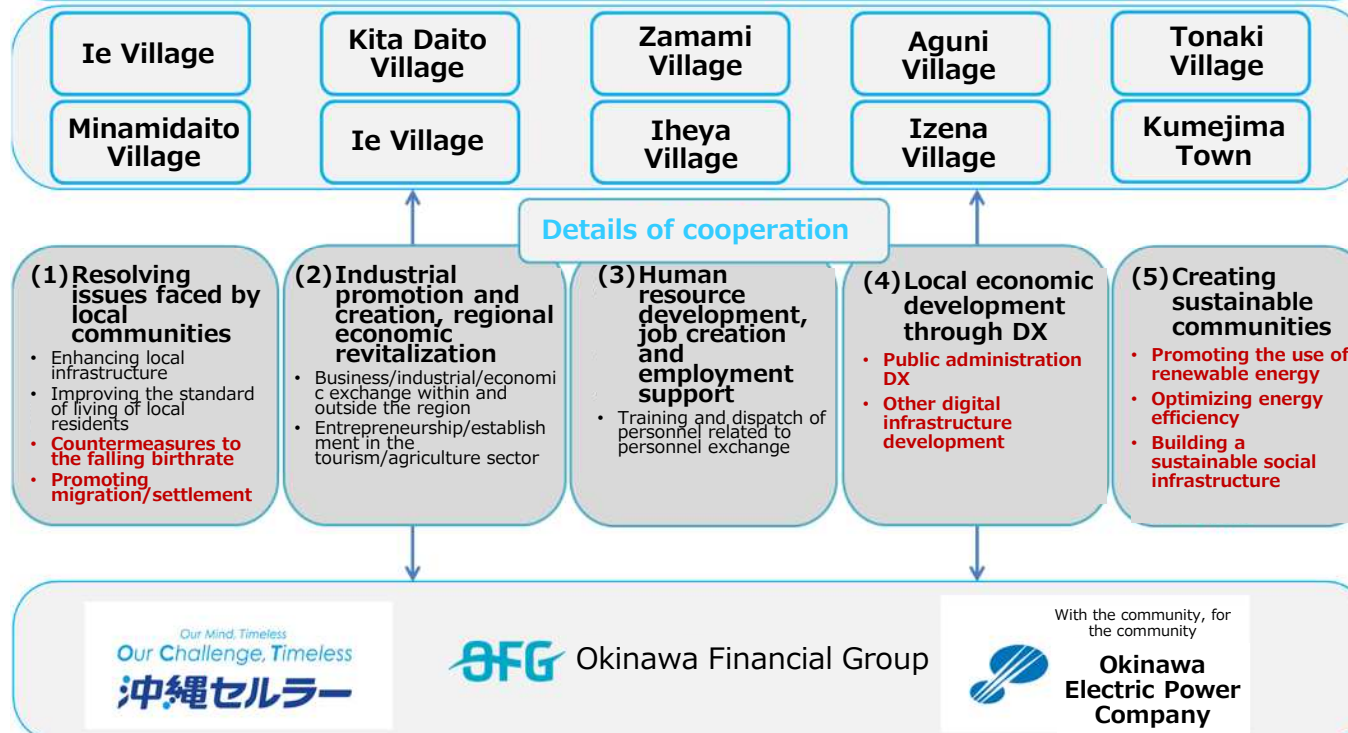 Ie Village
Kita Daito
Village
Zamami
Village
Aguni
Village
Tonaki
Village
Minamidaito
Village
Ie Village
Iheya
Village
Izena
Village
Kumejima
Town
Details of cooperation
(1) Resolving
issues faced by
local
communities
• Enhancing local
infrastructure
• Improving the standard
of living of local
residents
• Countermeasures to
the falling birthrate
• Promoting
migration/settlement
(2) Industrial
promotion and
creation, regional
economic
revitalization
• Business/industrial/economi
c exchange within and
outside the region
• Entrepreneurship/establish
ment in the
tourism/agriculture sector
(3) Human
resource
development,
job creation
and
employment
support
• Training and dispatch of
personnel related to
personnel exchange
(4) Local economic
development
through DX
• Public administration
DX
• Other digital
infrastructure
development
(5) Creating
sustainable
communities
• Promoting the use of
renewable energy
• Optimizing energy
efficiency
• Building a
sustainable social
infrastructure
Our Mind, Timeless
Our Challenge, Timeless
沖縄セルラー
OFG Okinawa Financial Group
With the community, for
the community
Okinawa
Electric Power
Company